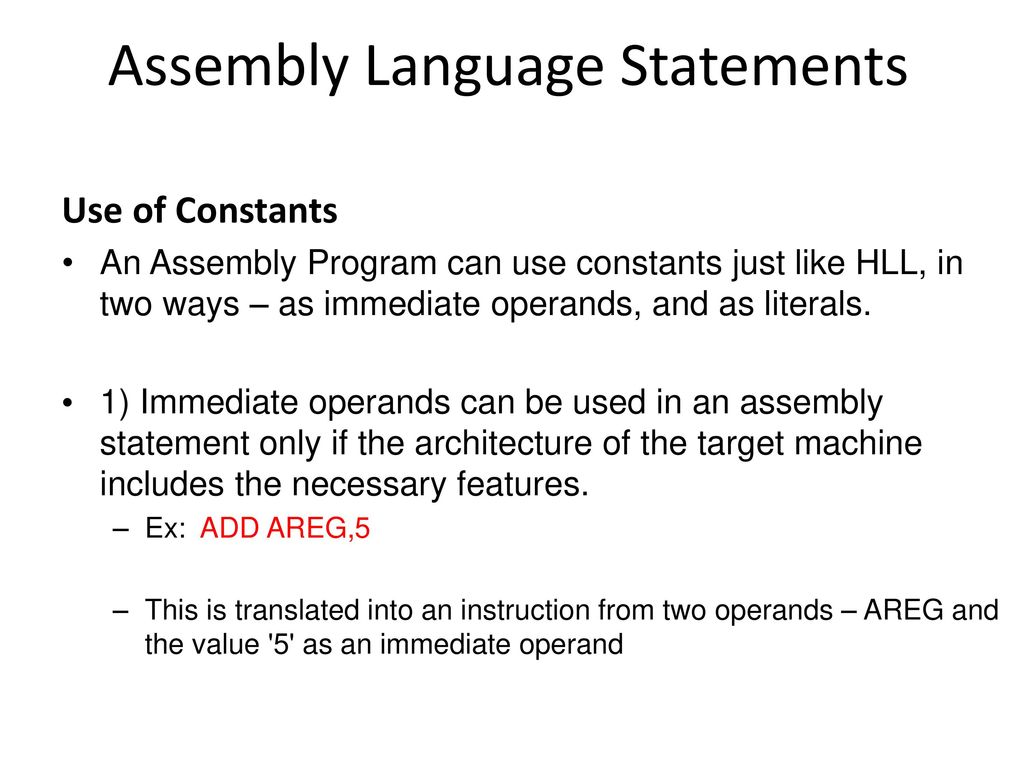 Assembly Language Statements
Use of Constants
• An Assembly Program can use constants just like HLL, in
two ways – as immediate operands, and as literals.
• 1) Immediate operands can be used in an assembly
statement only if the architecture of the target machine
includes the necessary features.
– Ex: ADD AREG,5
– This is translated into an instruction from two operands – AREG and
the value '5' as an immediate operand